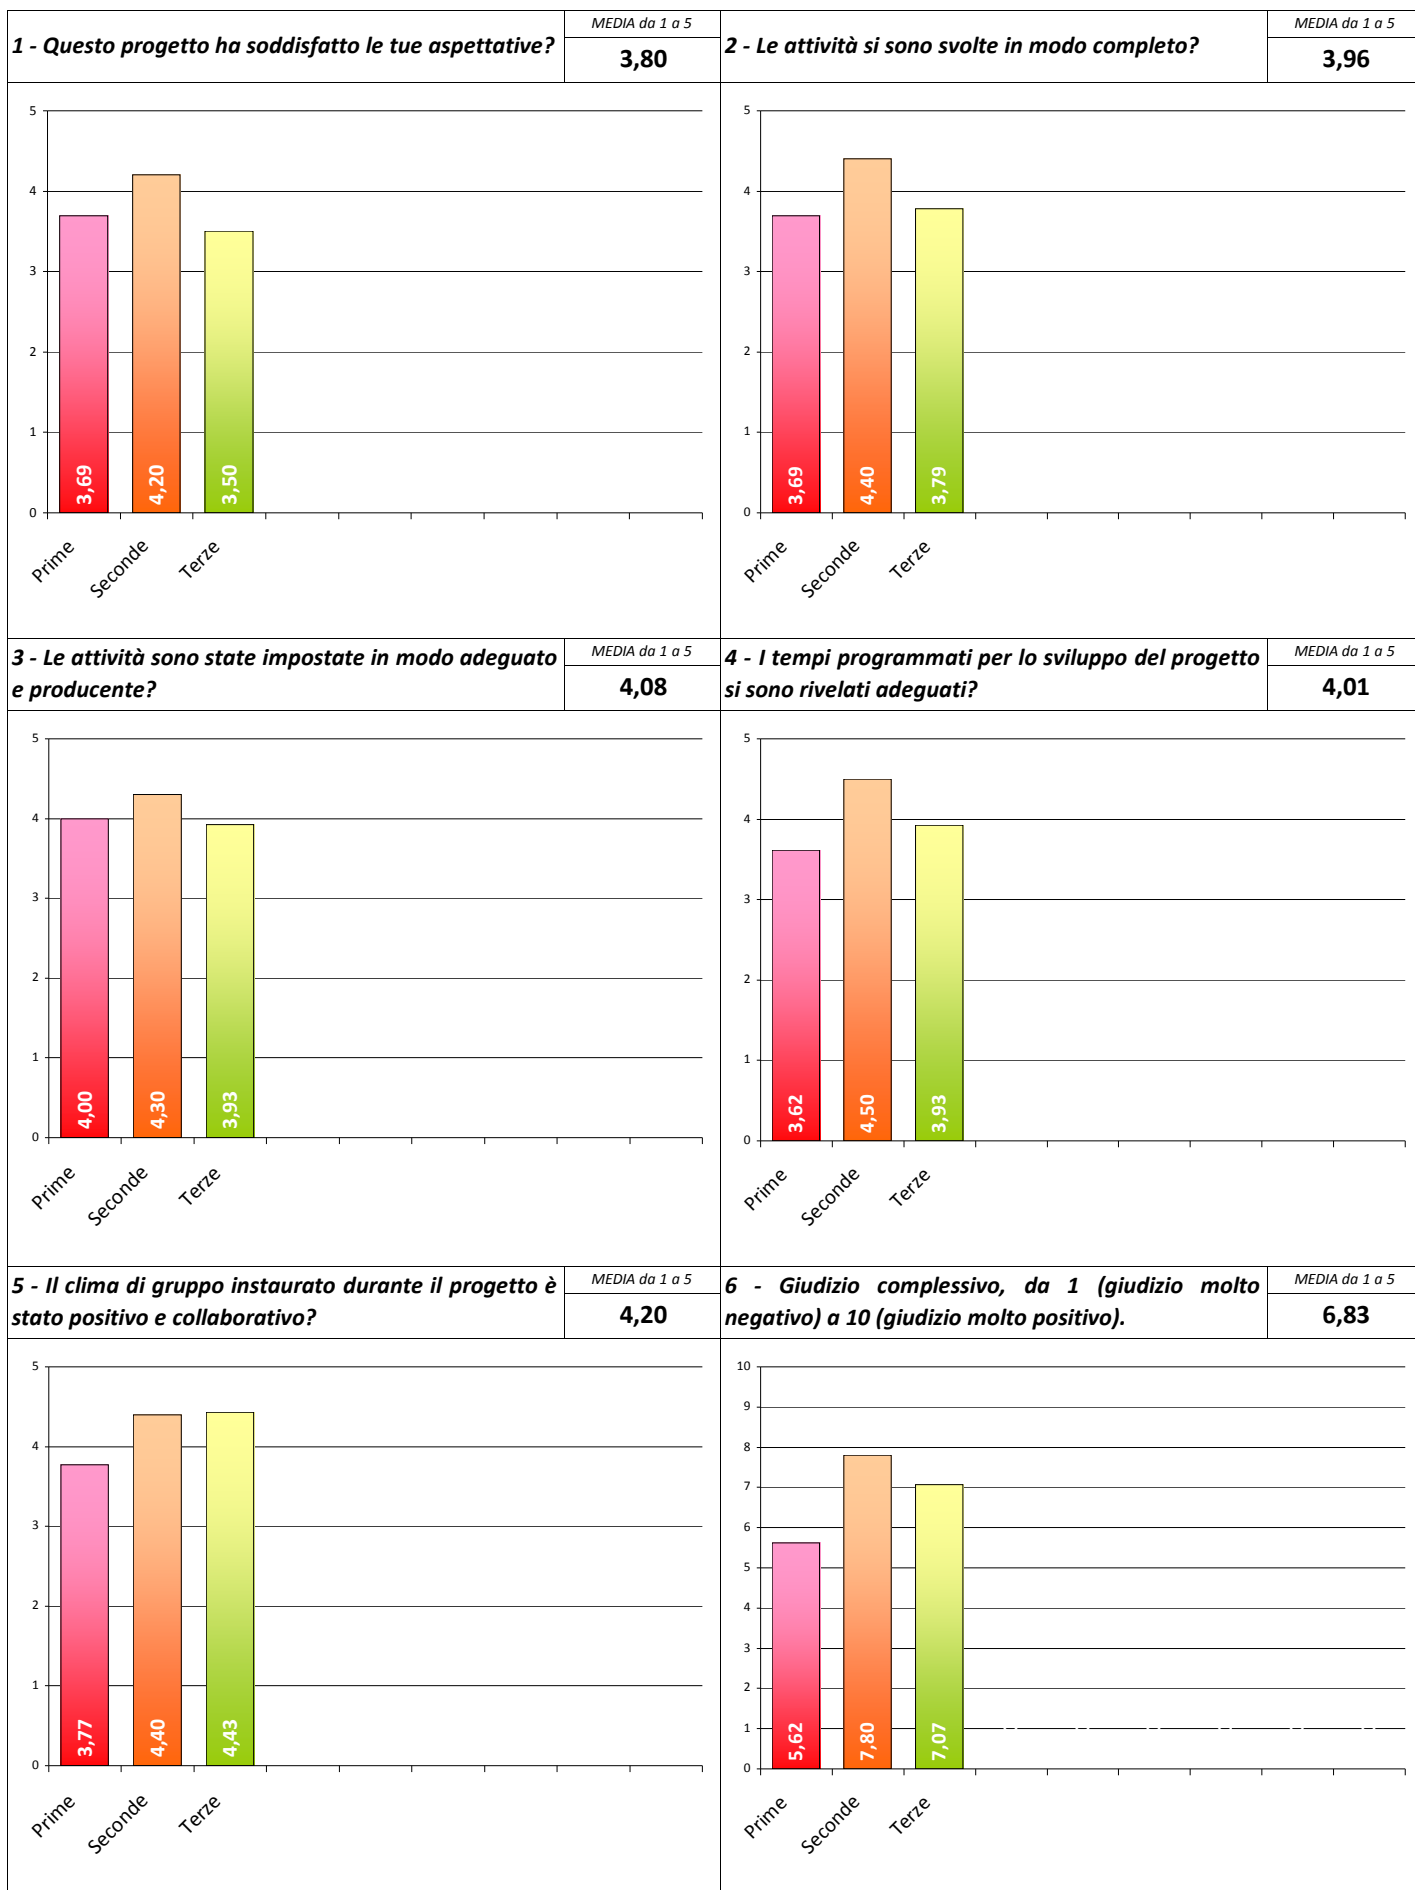 1 - Questo progetto ha soddisfatto le tue aspettative?
MEDIA da 1 a 5
3,80
2 - Le attività si sono svolte in modo completo?
MEDIA da 1 a 5
3,96
5
4
3
2
1
0
3,69
4,20
3,50
Prime
Seconde
Terze
5
4
3
2
1
0
3,69
4,40
3,79
Prime
Seconde
Terze
3 - Le attività sono state impostate in modo adeguato
e producente?
MEDIA da 1 a 5
4,08
4 - I tempi programmati per lo sviluppo del progetto
si sono rivelati adeguati?
MEDIA da 1 a 5
4,01
5
4
3
2
1
0
4,00
4,30
3,93
Prime
Seconde
Terze
5
4
3
2
1
0
3,62
4,50
3,93
Prime
Seconde
Terze
5 - Il clima di gruppo instaurato durante il progetto è
stato positivo e collaborativo?
MEDIA da 1 a 5
4,20
6 - Giudizio complessivo, da 1 (giudizio molto
negativo) a 10 (giudizio molto positivo).
MEDIA da 1 a 5
6,83
5
4
3
2
1
0
3,77
4,40
4,43
Prime
Seconde
Terze
10
9
8
7
6
5
4
3
2
1
0
5,62
7,80
7,07
Prime
Seconde
Terze